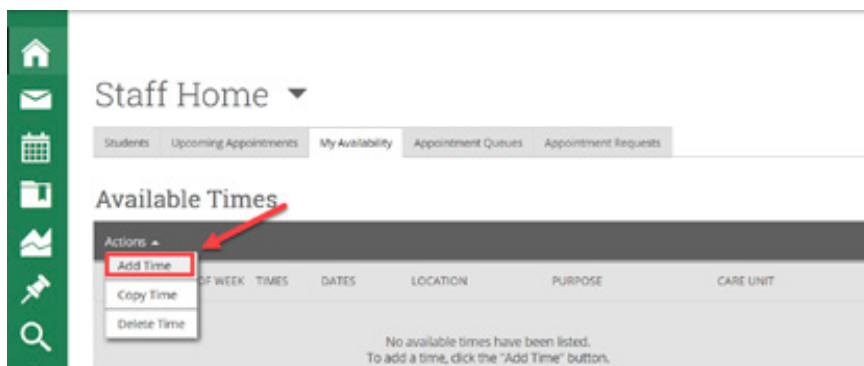 Staff Home
Students Upcoming Appointments My Availability Appointment Queues Appointment Requests
Available Times
Actions
Add Time
OF WEEK TIMES DATES LOCATION PURPOSE CARE UNIT
Copy Time
Delete Time
No available times have been listed.
To add a time, click the "Add Time" button.